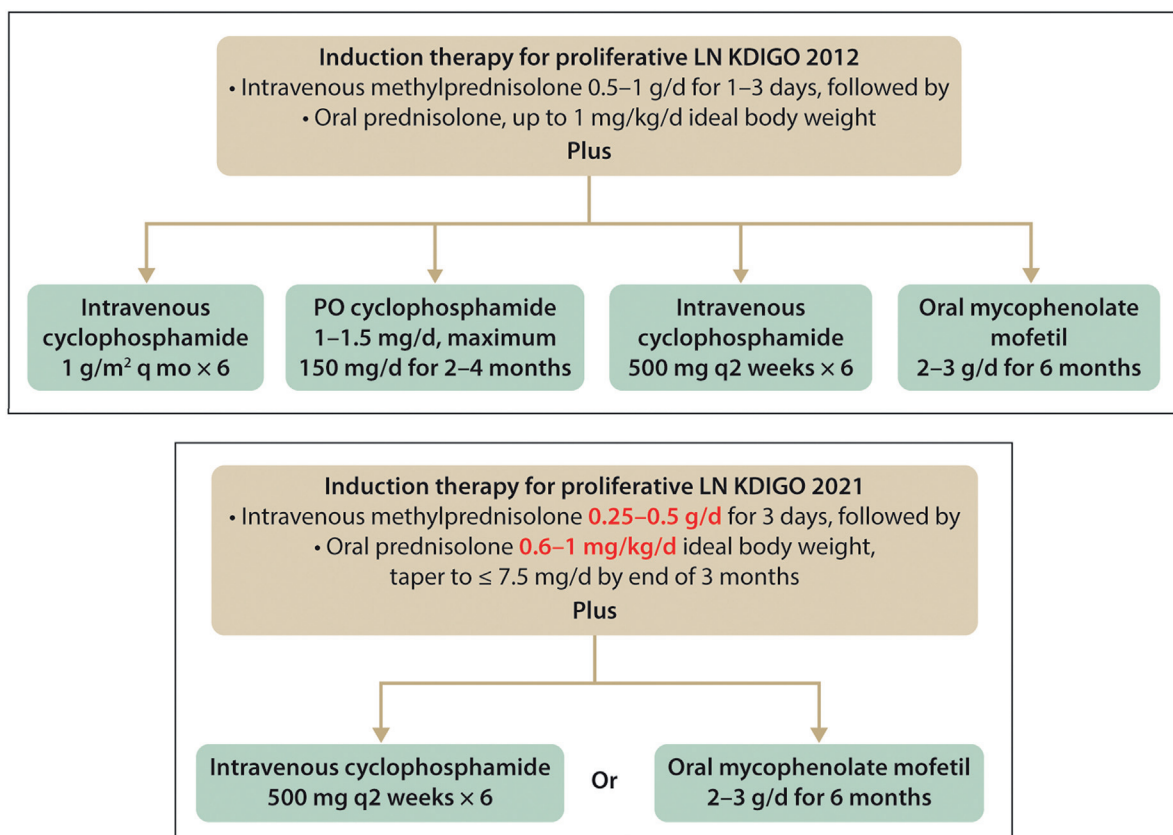 Induction therapy for proliferative LN KDIGO 2012
• Intravenous methylprednisolone 0.5–1 g/d for 1–3 days, followed by
• Oral prednisolone, up to 1 mg/kg/d ideal body weight
Plus
Intravenous
cyclophosphamide
1 g/m² q mo × 6
PO cyclophosphamide
1–1.5 mg/d, maximum
150 mg/d for 2–4 months
Intravenous
cyclophosphamide
500 mg q2 weeks × 6
Oral mycophenolate
mofetil
2–3 g/d for 6 months
Induction therapy for proliferative LN KDIGO 2021
• Intravenous methylprednisolone 0.25–0.5 g/d for 3 days, followed by
• Oral prednisolone 0.6–1 mg/kg/d ideal body weight,
taper to ≤ 7.5 mg/d by end of 3 months
Plus
Intravenous cyclophosphamide
500 mg q2 weeks × 6
Or
Oral mycophenolate mofetil
2–3 g/d for 6 months